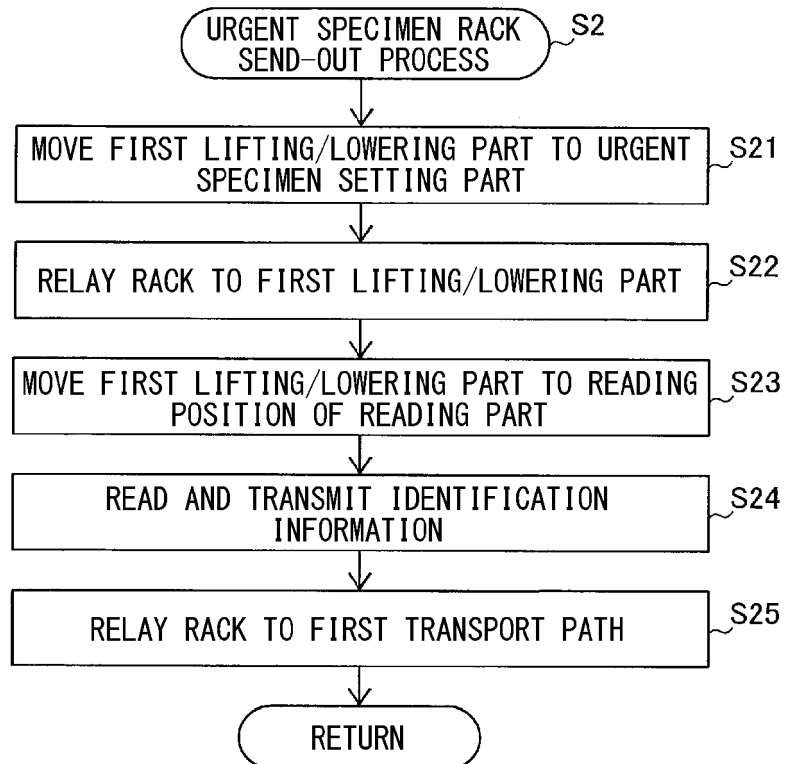 URGENT SPECIMEN RACK
SEND-OUT PROCESS
S2
MOVE FIRST LIFTING/LOWERING PART TO URGENT
SPECIMEN SETTING PART
S21
RELAY RACK TO FIRST LIFTING/LOWERING PART
S22
MOVE FIRST LIFTING/LOWERING PART TO READING
POSITION OF READING PART
S23
READ AND TRANSMIT IDENTIFICATION
INFORMATION
S24
RELAY RACK TO FIRST TRANSPORT PATH
S25
RETURN